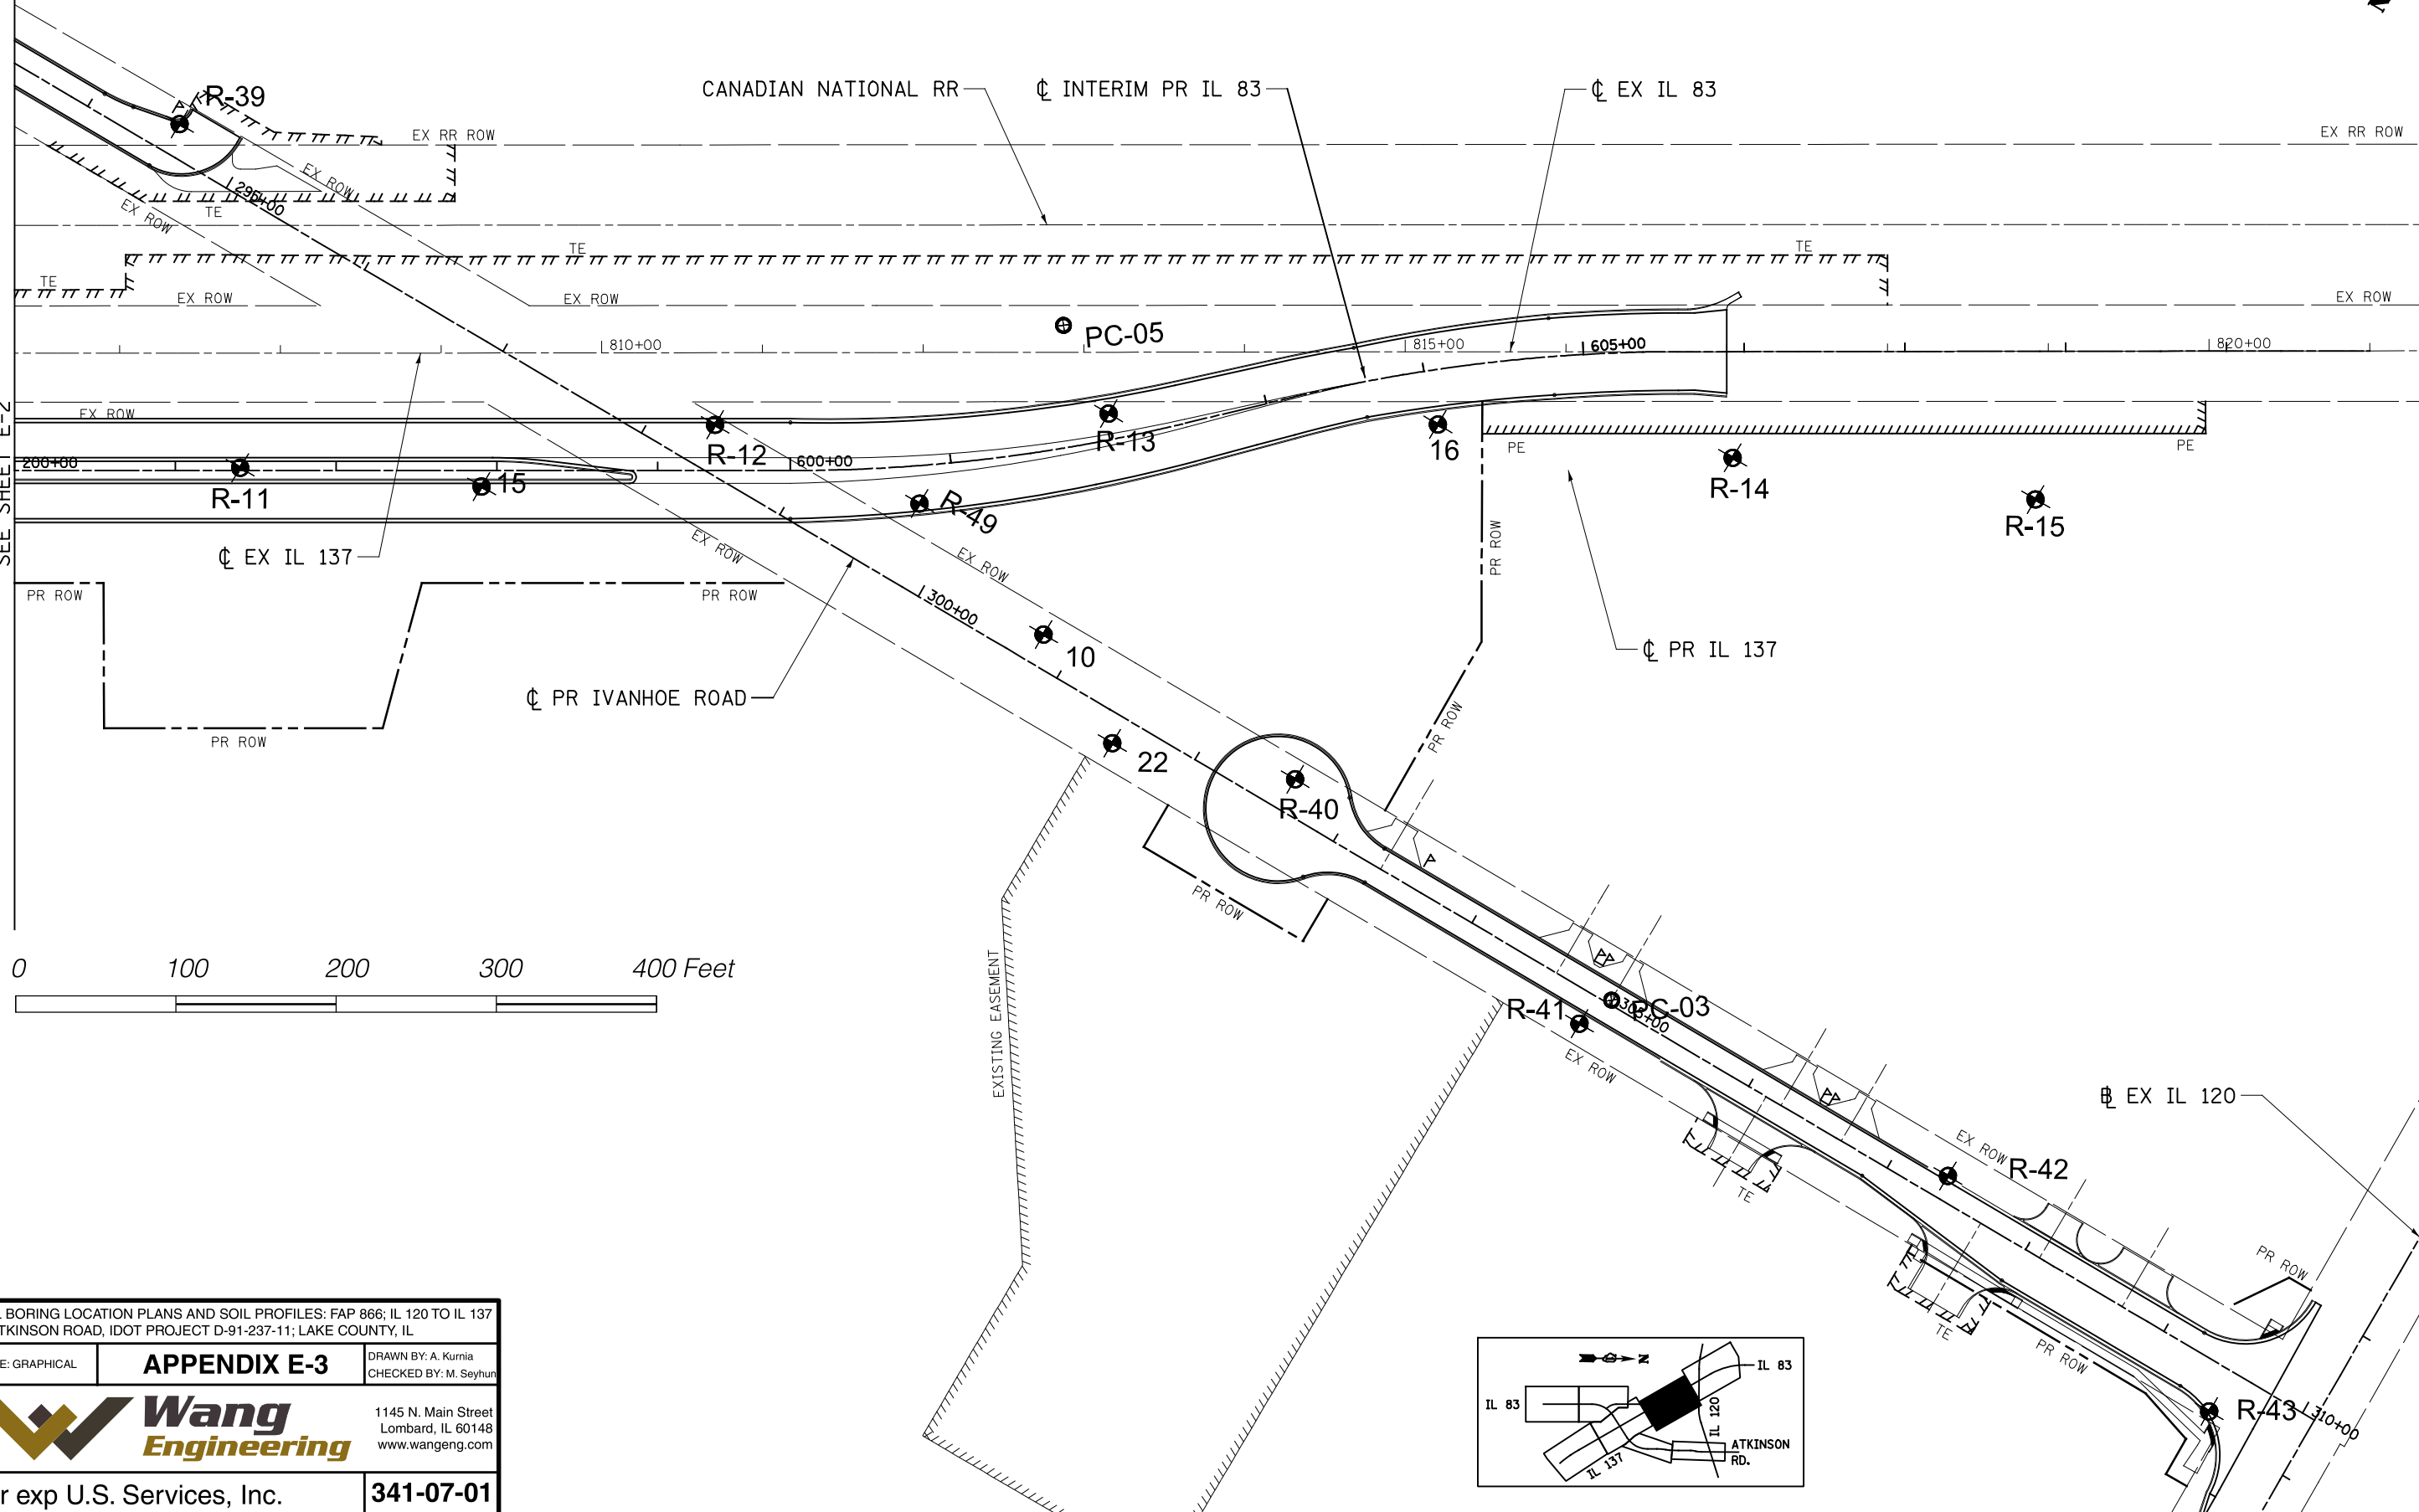 R-39
CANADIAN NATIONAL RR
℄ INTERIM PR IL 83
℄ EX IL 83
EX RR ROW
EX RR ROW
EX ROW
295+00
TE
EX ROW
TE
TE
TE
EX ROW
EX ROW
EX ROW
PC-05
810+00
815+00
605+00
820+00
SEE SHEET E-2
EX ROW
R-12
R-13
16
PE
PE
200+00
600+00
R-11
15
R-14
R-15
R-49
℄ EX IL 137
EX ROW
EX ROW
PR ROW
PR ROW
PR ROW
300+00
10
℄ PR IL 137
℄ PR IVANHOE ROAD
PR ROW
PR ROW
22
R-40
PR ROW
0 100 200 300 400 Feet
EXISTING EASEMENT
R-41
PC-03
305+00
EX ROW
EX IL 120
EX ROW
R-42
TE
PR ROW
TE
PR ROW
R-43
310+00
BORING LOCATION PLANS AND SOIL PROFILES: FAP 866; IL 120 TO IL 137
TKINSON ROAD, IDOT PROJECT D-91-237-11; LAKE COUNTY, IL
E: GRAPHICAL
APPENDIX E-3
DRAWN BY: A. Kurnia
CHECKED BY: M. Seyhun
Wang
Engineering
1145 N. Main Street
Lombard, IL 60148
www.wangeng.com
r exp U.S. Services, Inc.
341-07-01
N
IL 83
IL 83
IL 120
ATKINSON
RD.
IL 137